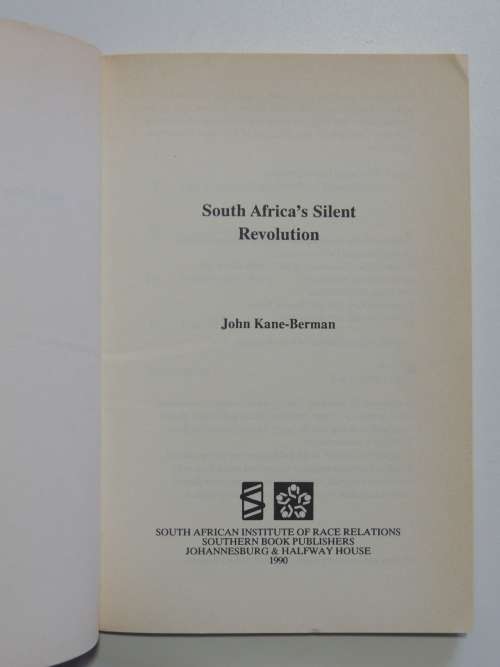 South Africa's Silent
Revolution
John Kane-Berman
SOUTH AFRICAN INSTITUTE OF RACE RELATIONS
SOUTHERN BOOK PUBLISHERS
JOHANNESBURG & HALFWAY HOUSE
1990